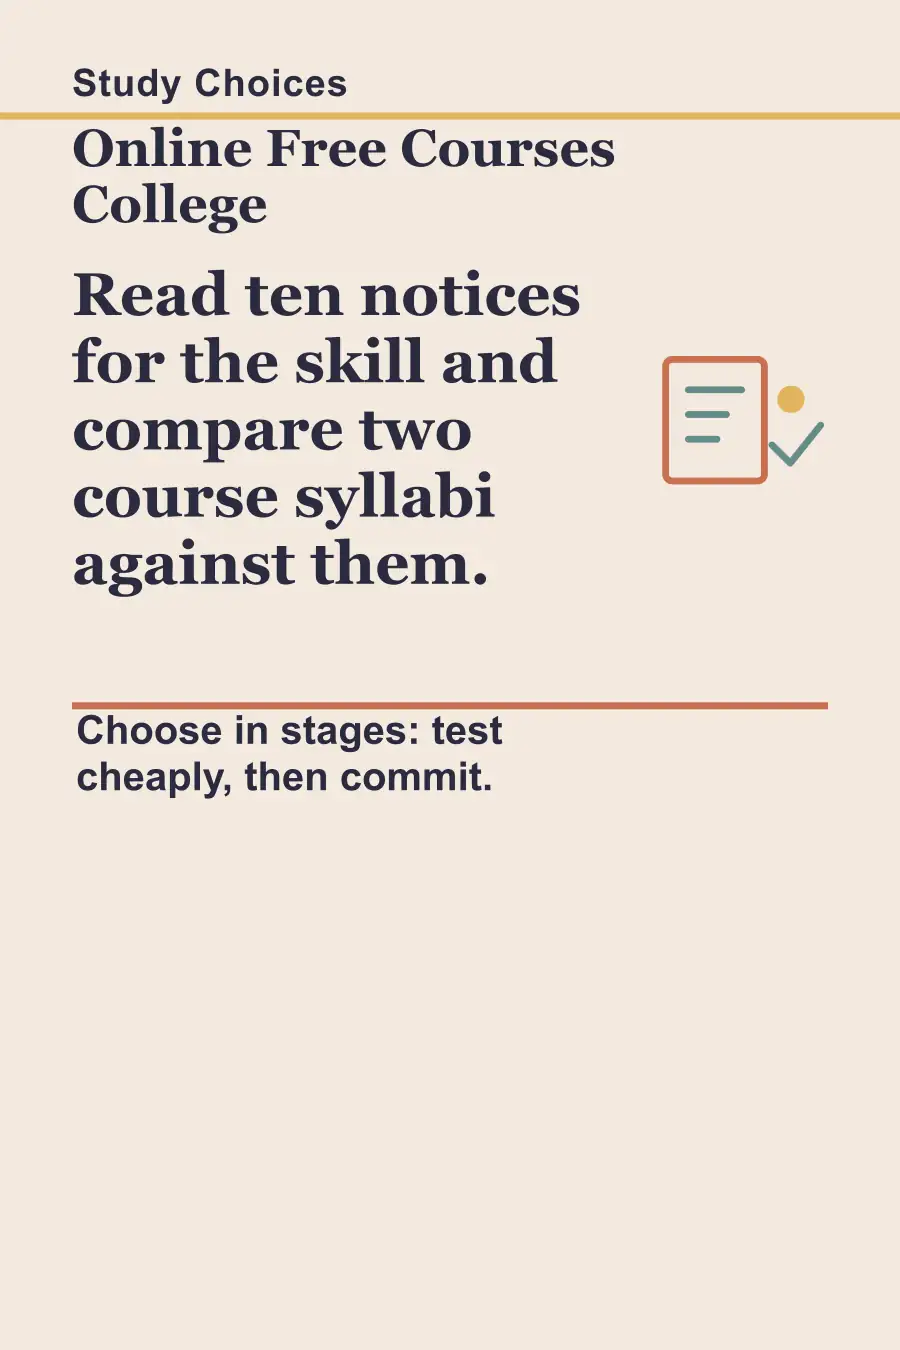 Study Choices
Online Free Courses
College
Read ten notices
for the skill and
compare two
course syllabi
against them.
Choose in stages: test
cheaply, then commit.